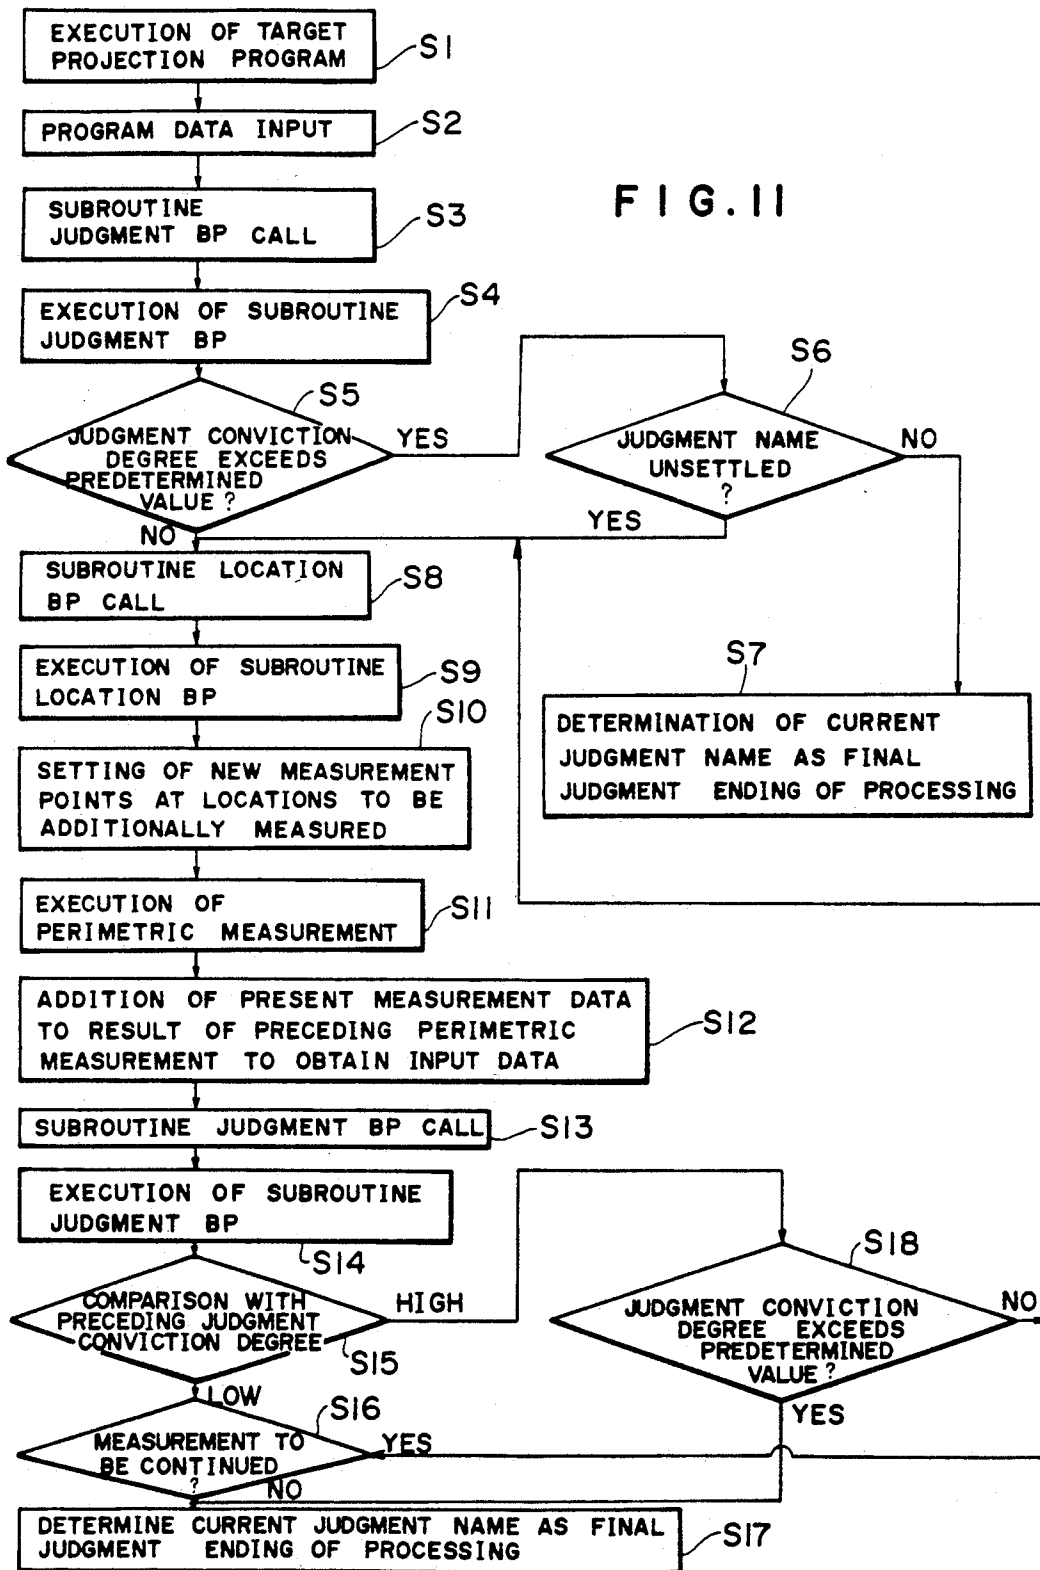 EXECUTION OF TARGET
PROJECTION PROGRAM
S1
PROGRAM DATA INPUT
S2
SUBROUTINE
JUDGMENT BP CALL
S3
FIG.11
EXECUTION OF SUBROUTINE
JUDGMENT BP
S4
JUDGMENT CONVICTION
DEGREE EXCEEDS
PREDETERMINED
VALUE?
S5
YES
NO
JUDGMENT NAME
UNSETTLED
?
S6
NO
YES
S7
DETERMINATION OF CURRENT
JUDGMENT NAME AS FINAL
JUDGMENT ENDING OF PROCESSING
SUBROUTINE LOCATION
BP CALL
S8
EXECUTION OF SUBROUTINE
LOCATION BP
S9
S10
SETTING OF NEW MEASUREMENT
POINTS AT LOCATIONS TO BE
ADDITIONALLY MEASURED
EXECUTION OF
PERIMETRIC MEASUREMENT
S11
ADDITION OF PRESENT MEASUREMENT DATA
TO RESULT OF PRECEDING PERIMETRIC
MEASUREMENT TO OBTAIN INPUT DATA
S12
SUBROUTINE JUDGMENT BP CALL
S13
EXECUTION OF SUBROUTINE
JUDGMENT BP
S14
COMPARISON WITH
PRECEDING JUDGMENT
CONVICTION DEGREE
S15
HIGH
LOW
S18
JUDGMENT CONVICTION
DEGREE EXCEEDS
PREDETERMINED
VALUE?
NO
YES
S16
MEASUREMENT TO
BE CONTINUED
?
YES
NO
DETERMINE CURRENT JUDGMENT NAME AS FINAL
JUDGMENT ENDING OF PROCESSING
S17